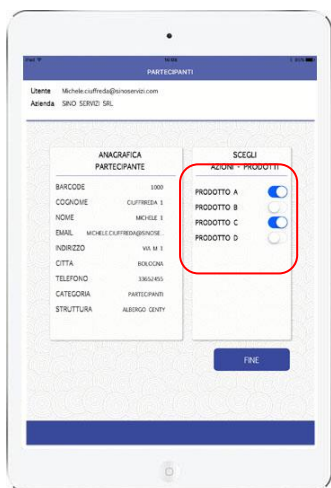 PARTECIPANTI
Utente Michele.ciuffreda@sinoservizi.com
Azienda SINO SERVIZI SRL
ANAGRAFICA
PARTECIPANTE
BARCODE 1000
COGNOME CIUFFREDA 1
NOME MICHELE 1
EMAIL MICHELE.CIUFFREDA@SINOSE...
INDIRIZZO VIA M 1
CITTA BOLOGNA
TELEFONO 33652455
CATEGORIA PARTECIPANTI
STRUTTURA ALBERGO CENTY
SCEGLI
AZIONI - PRODOTTI
PRODOTTO A
PRODOTTO B
PRODOTTO C
PRODOTTO D
FINE